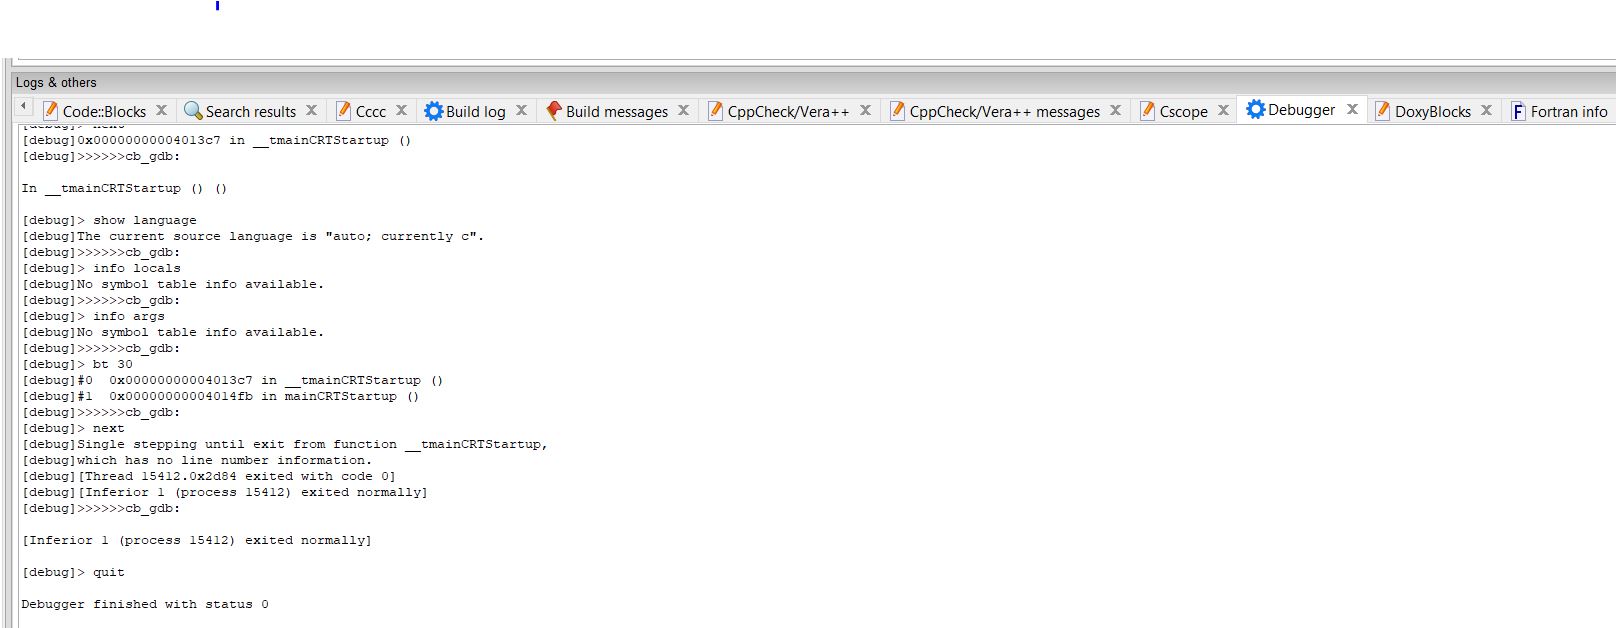 Logs & others
Code::Blocks Search results Cccc Build log Build messages CppCheck/Vera++ CppCheck/Vera++ messages Cscope Debugger DoxyBlocks Fortran info
[debug]> next
[debug]0x00000000004013c7 in __tmainCRTStartup ()
[debug]>>>>>>cb_gdb:
In __tmainCRTStartup () ()
[debug]> show language
[debug]The current source language is "auto; currently c".
[debug]>>>>>>cb_gdb:
[debug]> info locals
[debug]No symbol table info available.
[debug]>>>>>>cb_gdb:
[debug]> info args
[debug]No symbol table info available.
[debug]>>>>>>cb_gdb:
[debug]> bt 30
[debug]#0  0x00000000004013c7 in __tmainCRTStartup ()
[debug]#1  0x00000000004014fb in mainCRTStartup ()
[debug]>>>>>>cb_gdb:
[debug]> next
[debug]Single stepping until exit from function __tmainCRTStartup,
[debug]which has no line number information.
[debug][Thread 15412.0x2d84 exited with code 0]
[debug][Inferior 1 (process 15412) exited normally]
[debug]>>>>>>cb_gdb:
[Inferior 1 (process 15412) exited normally]
[debug]> quit
Debugger finished with status 0